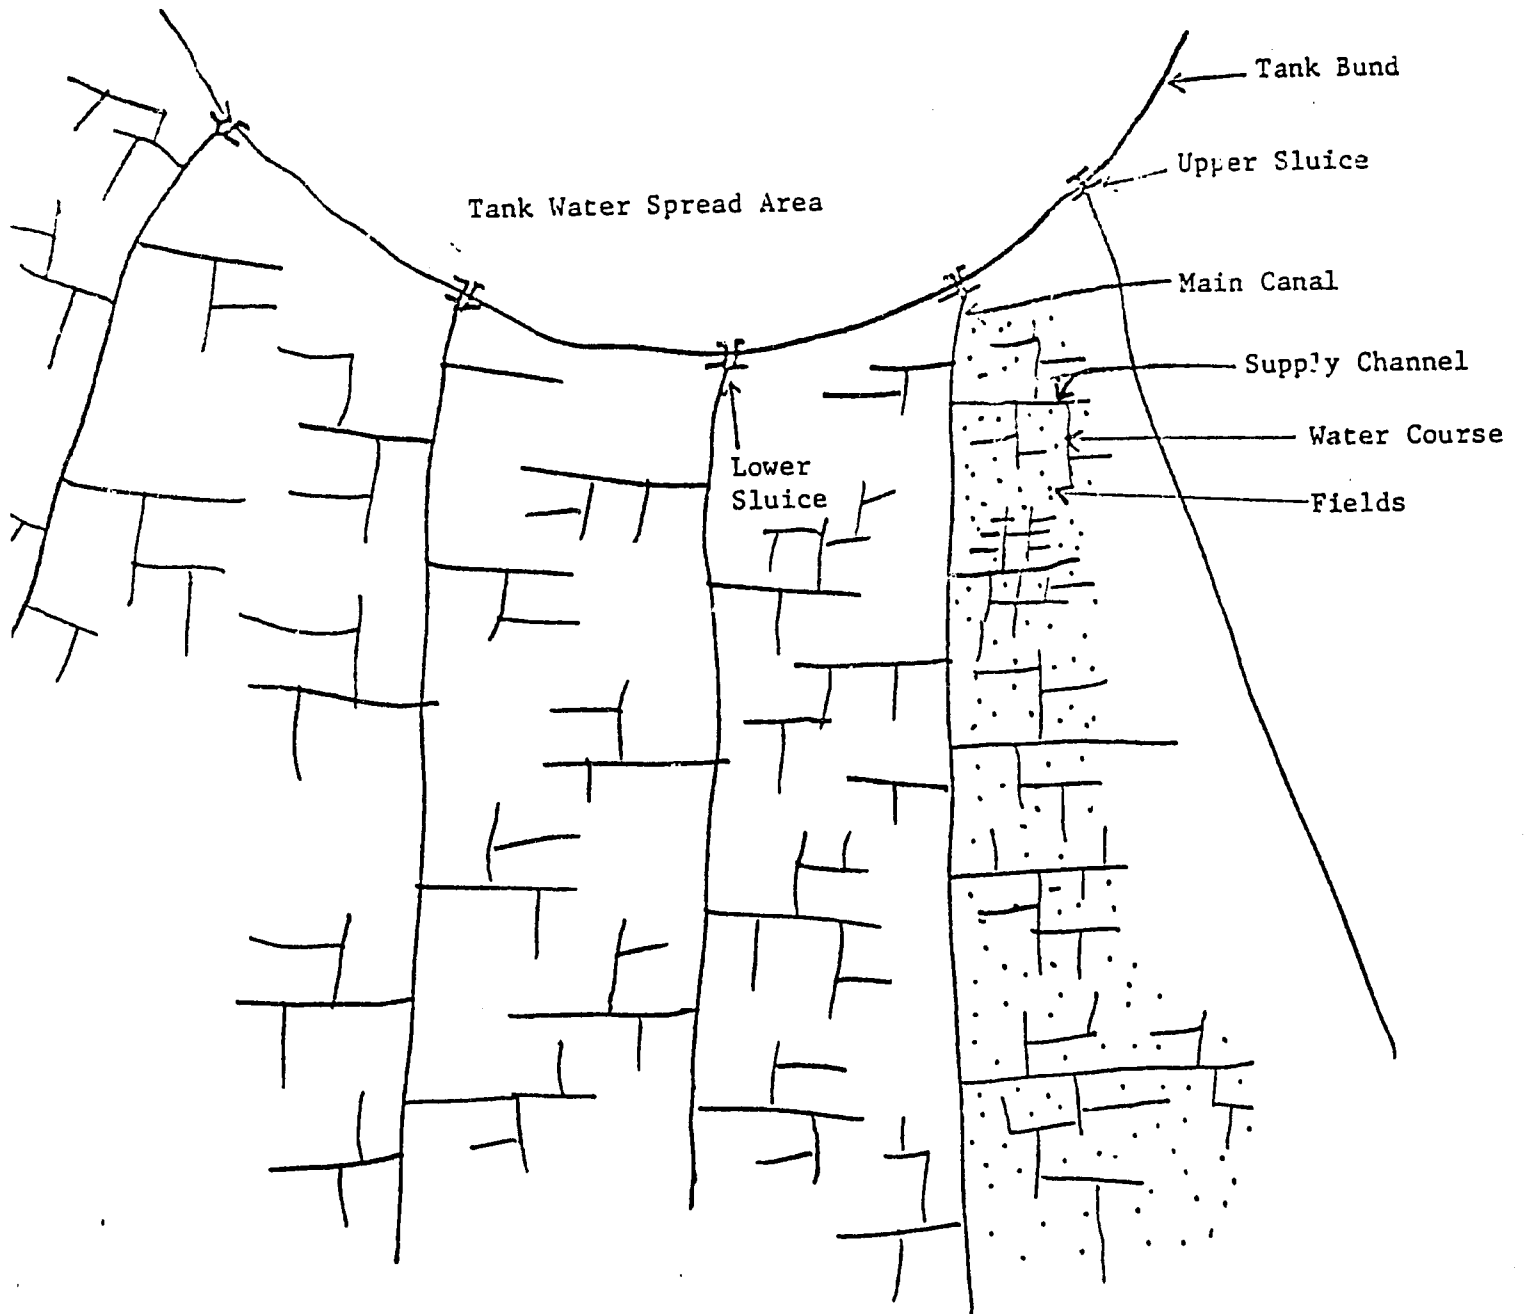 Tank Bund
Upper Sluice
Tank Water Spread Area
Main Canal
Supply Channel
Water Course
Lower
Sluice
Fields